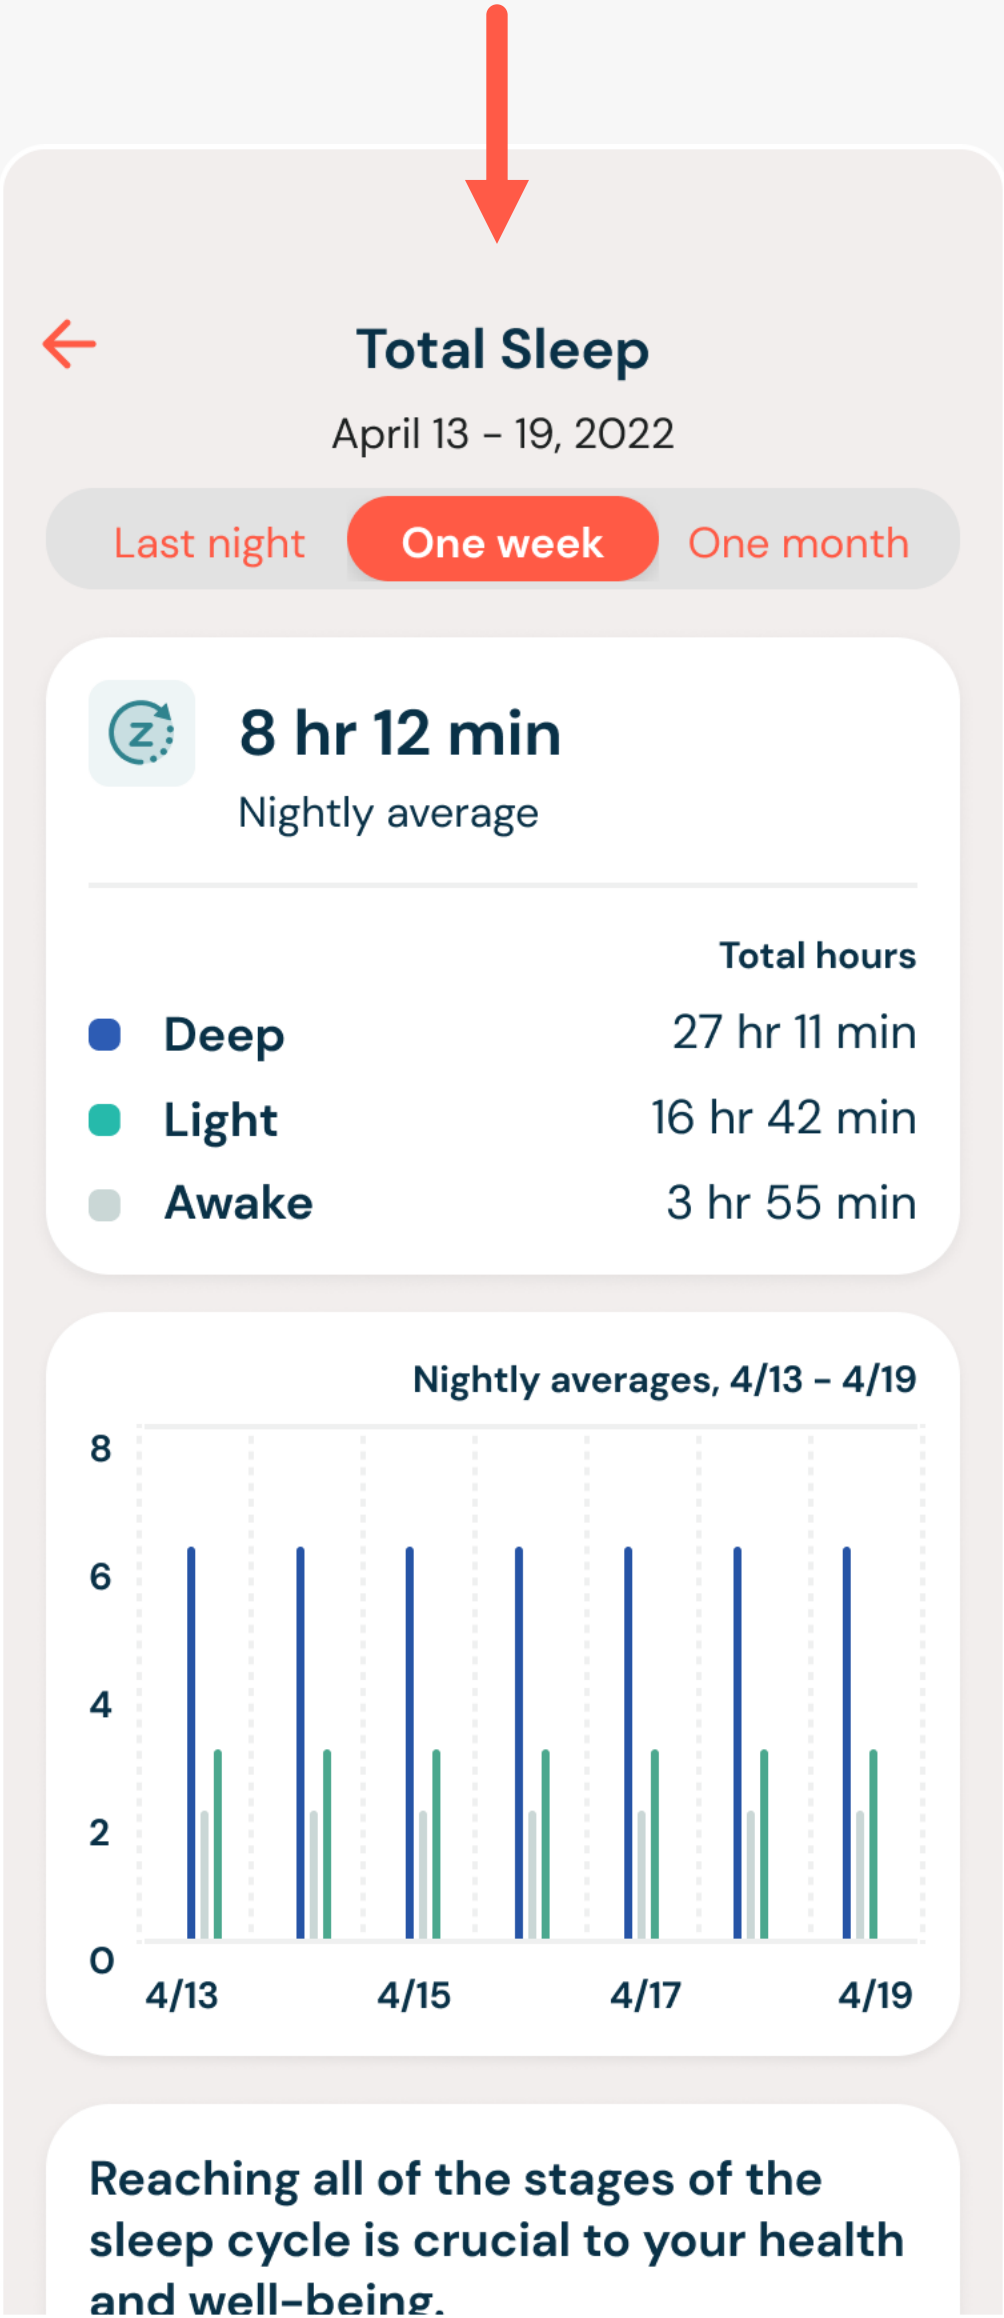 Total Sleep
April 13 – 19, 2022
Last night One week One month
Z
8 hr 12 min
Nightly average
Total hours
Deep 27 hr 11 min
Light 16 hr 42 min
Awake 3 hr 55 min
Nightly averages, 4/13 – 4/19
8
6
4
2
0
4/13 4/15 4/17 4/19
Reaching all of the stages of the
sleep cycle is crucial to your health
and well-being.